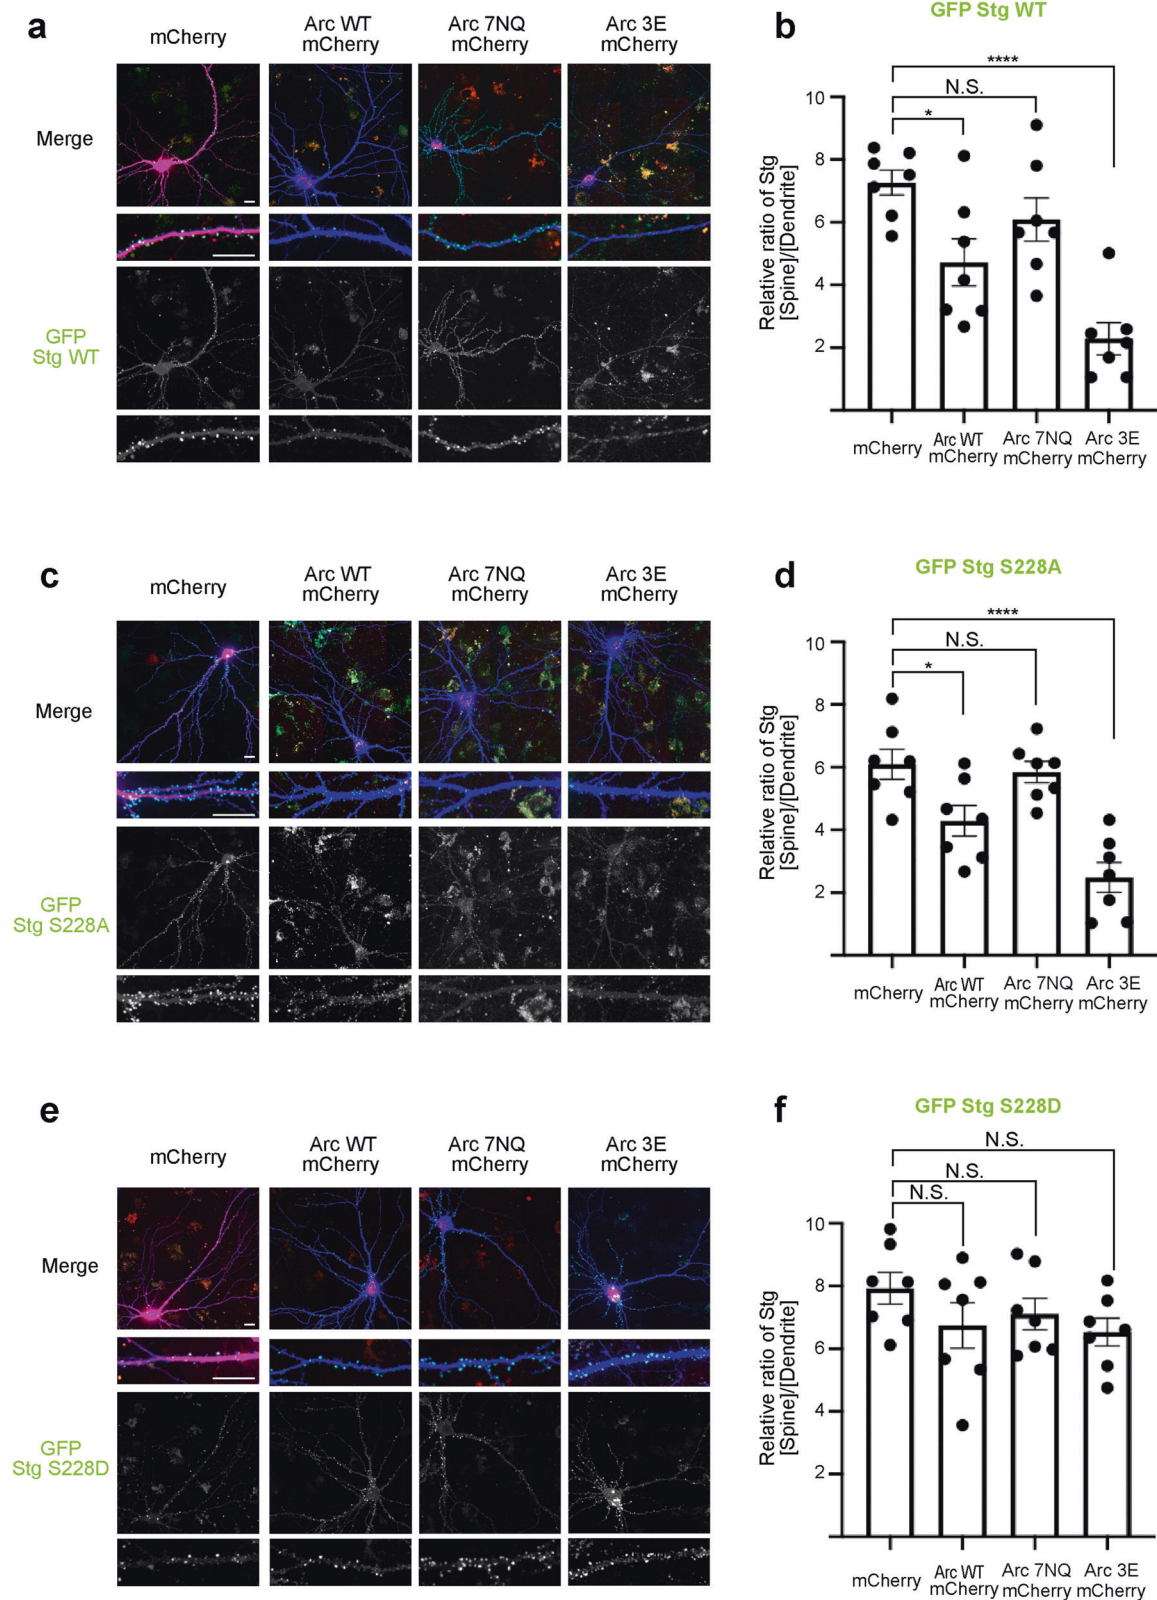 a
mCherry
Arc WT
mCherry
Arc 7NQ
mCherry
Arc 3E
mCherry
Merge
GFP
Stg WT
b
GFP Stg WT
****
N.S.
*
Relative ratio of Stg
[Spine]/[Dendrite]
10
8
6
4
2
mCherry
Arc WT
mCherry
Arc 7NQ
mCherry
Arc 3E
mCherry
c
mCherry
Arc WT
mCherry
Arc 7NQ
mCherry
Arc 3E
mCherry
Merge
GFP
Stg S228A
d
GFP Stg S228A
****
N.S.
*
Relative ratio of Stg
[Spine]/[Dendrite]
10
8
6
4
2
mCherry
Arc WT
mCherry
Arc 7NQ
mCherry
Arc 3E
mCherry
e
mCherry
Arc WT
mCherry
Arc 7NQ
mCherry
Arc 3E
mCherry
Merge
GFP
Stg S228D
f
GFP Stg S228D
N.S.
N.S.
N.S.
Relative ratio of Stg
[Spine]/[Dendrite]
10
8
6
4
2
mCherry
Arc WT
mCherry
Arc 7NQ
mCherry
Arc 3E
mCherry